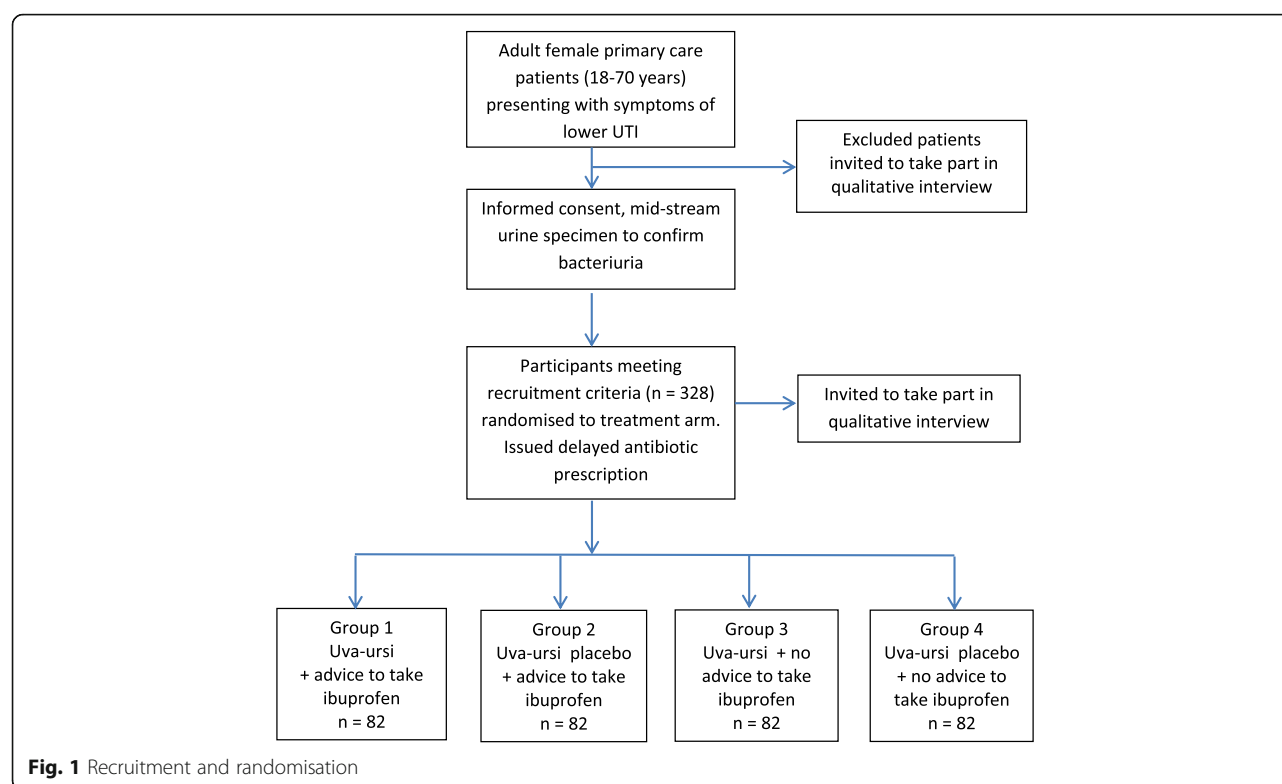 Adult female primary care
patients (18-70 years)
presenting with symptoms of
lower UTI
Excluded patients
invited to take part in
qualitative interview
Informed consent, mid-stream
urine specimen to confirm
bacteriuria
Participants meeting
recruitment criteria (n = 328)
randomised to treatment arm.
Issued delayed antibiotic
prescription
Invited to take part in
qualitative interview
Group 1
Uva-ursi
+ advice to take
ibuprofen
n = 82
Group 2
Uva-ursi placebo
+ advice to take
ibuprofen
n = 82
Group 3
Uva-ursi + no
advice to take
ibuprofen
n = 82
Group 4
Uva-ursi placebo
+ no advice to
take ibuprofen
n = 82
Fig. 1 Recruitment and randomisation